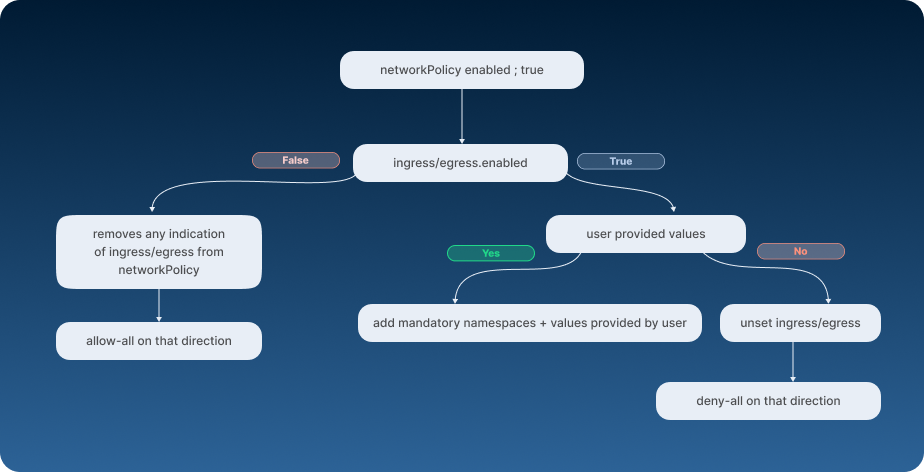 networkPolicy enabled ; true
False
ingress/egress.enabled
True
removes any indication
of ingress/egress from
networkPolicy
user provided values
Yes
No
add mandatory namespaces + values provided by user
unset ingress/egress
allow-all on that direction
deny-all on that direction